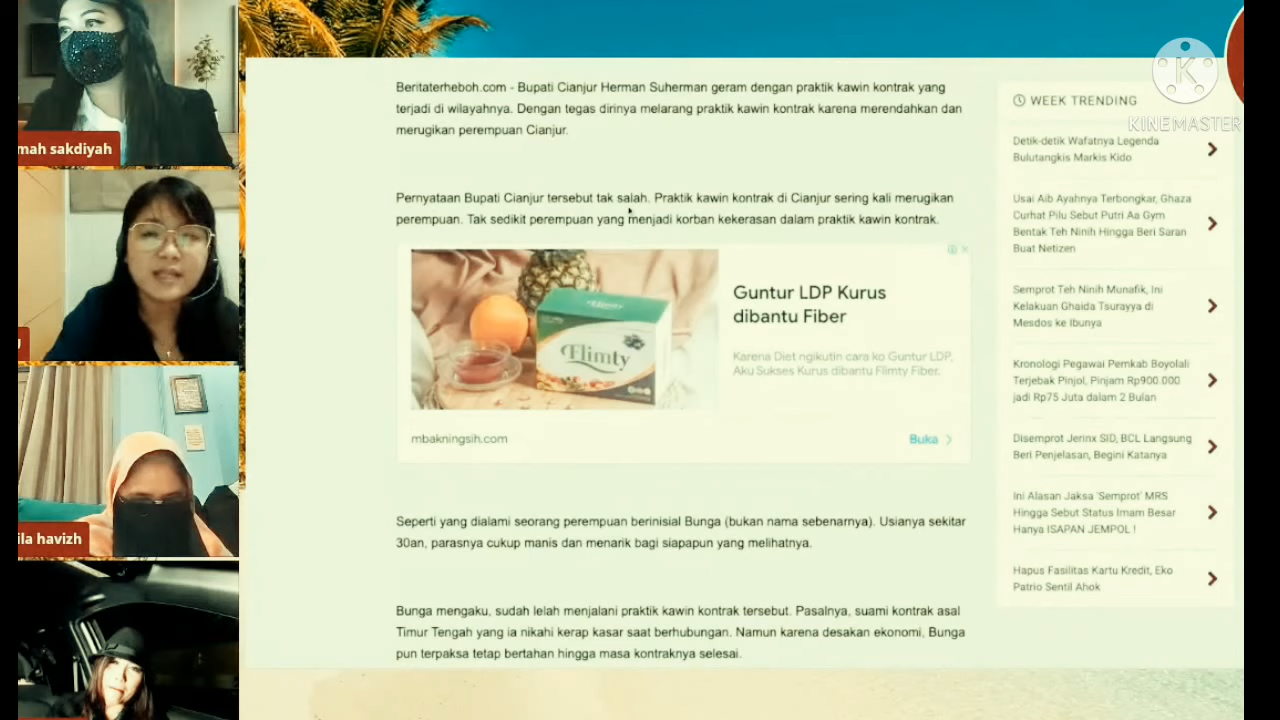 mah sakdiyah
ila havizh
Beritaterheboh.com - Bupati Cianjur Herman Suherman geram dengan praktik kawin kontrak yang
terjadi di wilayahnya. Dengan tegas dirinya melarang praktik kawin kontrak karena merendahkan dan
merugikan perempuan Cianjur.
Pernyataan Bupati Cianjur tersebut tak salah. Praktik kawin kontrak di Cianjur sering kali merugikan
perempuan. Tak sedikit perempuan yang menjadi korban kekerasan dalam praktik kawin kontrak.
Flimty
Guntur LDP Kurus
dibantu Fiber
Karena Diet ngikutin cara ko Guntur LDP,
Aku Sukses Kurus dibantu Flimty Fiber.
mbakningsih.com
Buka
Seperti yang dialami seorang perempuan berinisial Bunga (bukan nama sebenarnya). Usianya sekitar
30an, parasnya cukup manis dan menarik bagi siapapun yang melihatnya.
Bunga mengaku, sudah lelah menjalani praktik kawin kontrak tersebut. Pasalnya, suami kontrak asal
Timur Tengah yang ia nikahi kerap kasar saat berhubungan. Namun karena desakan ekonomi, Bunga
pun terpaksa tetap bertahan hingga masa kontraknya selesai.
K
KINEMASTER
WEEK TRENDING
Detik-detik Wafatnya Legenda
Bulutangkis Markis Kido
Usai Aib Ayahnya Terbongkar, Ghaza
Curhat Pilu Sebut Putri Aa Gym
Bentak Teh Ninih Hingga Beri Saran
Buat Netizen
Semprot Teh Ninih Munafik, Ini
Kelakuan Ghaida Tsurayya di
Mesdos ke Ibunya
Kronologi Pegawai Pemkab Boyolali
Terjebak Pinjol, Pinjam Rp900.000
jadi Rp75 Juta dalam 2 Bulan
Disemprot Jerinx SID, BCL Langsung
Beri Penjelasan, Begini Katanya
Ini Alasan Jaksa 'Semprot' MRS
Hingga Sebut Status Imam Besar
Hanya ISAPAN JEMPOL !
Hapus Fasilitas Kartu Kredit, Eko
Patrio Sentil Ahok